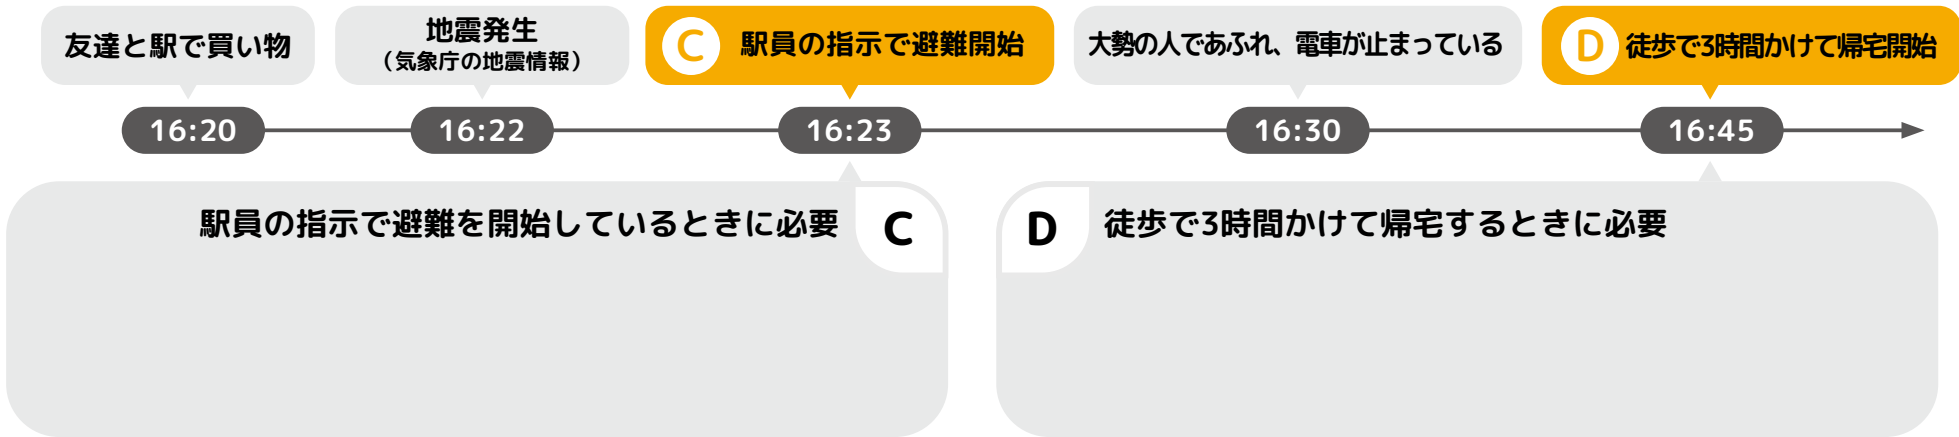 友達と駅で買い物
地震発生
（気象庁の地震情報）
C 駅員の指示で避難開始
大勢の人であふれ、電車が止まっている
D 徒歩で3時間かけて帰宅開始
16:20
16:22
16:23
16:30
16:45
駅員の指示で避難を開始しているときに必要 C
D 徒歩で3時間かけて帰宅するときに必要